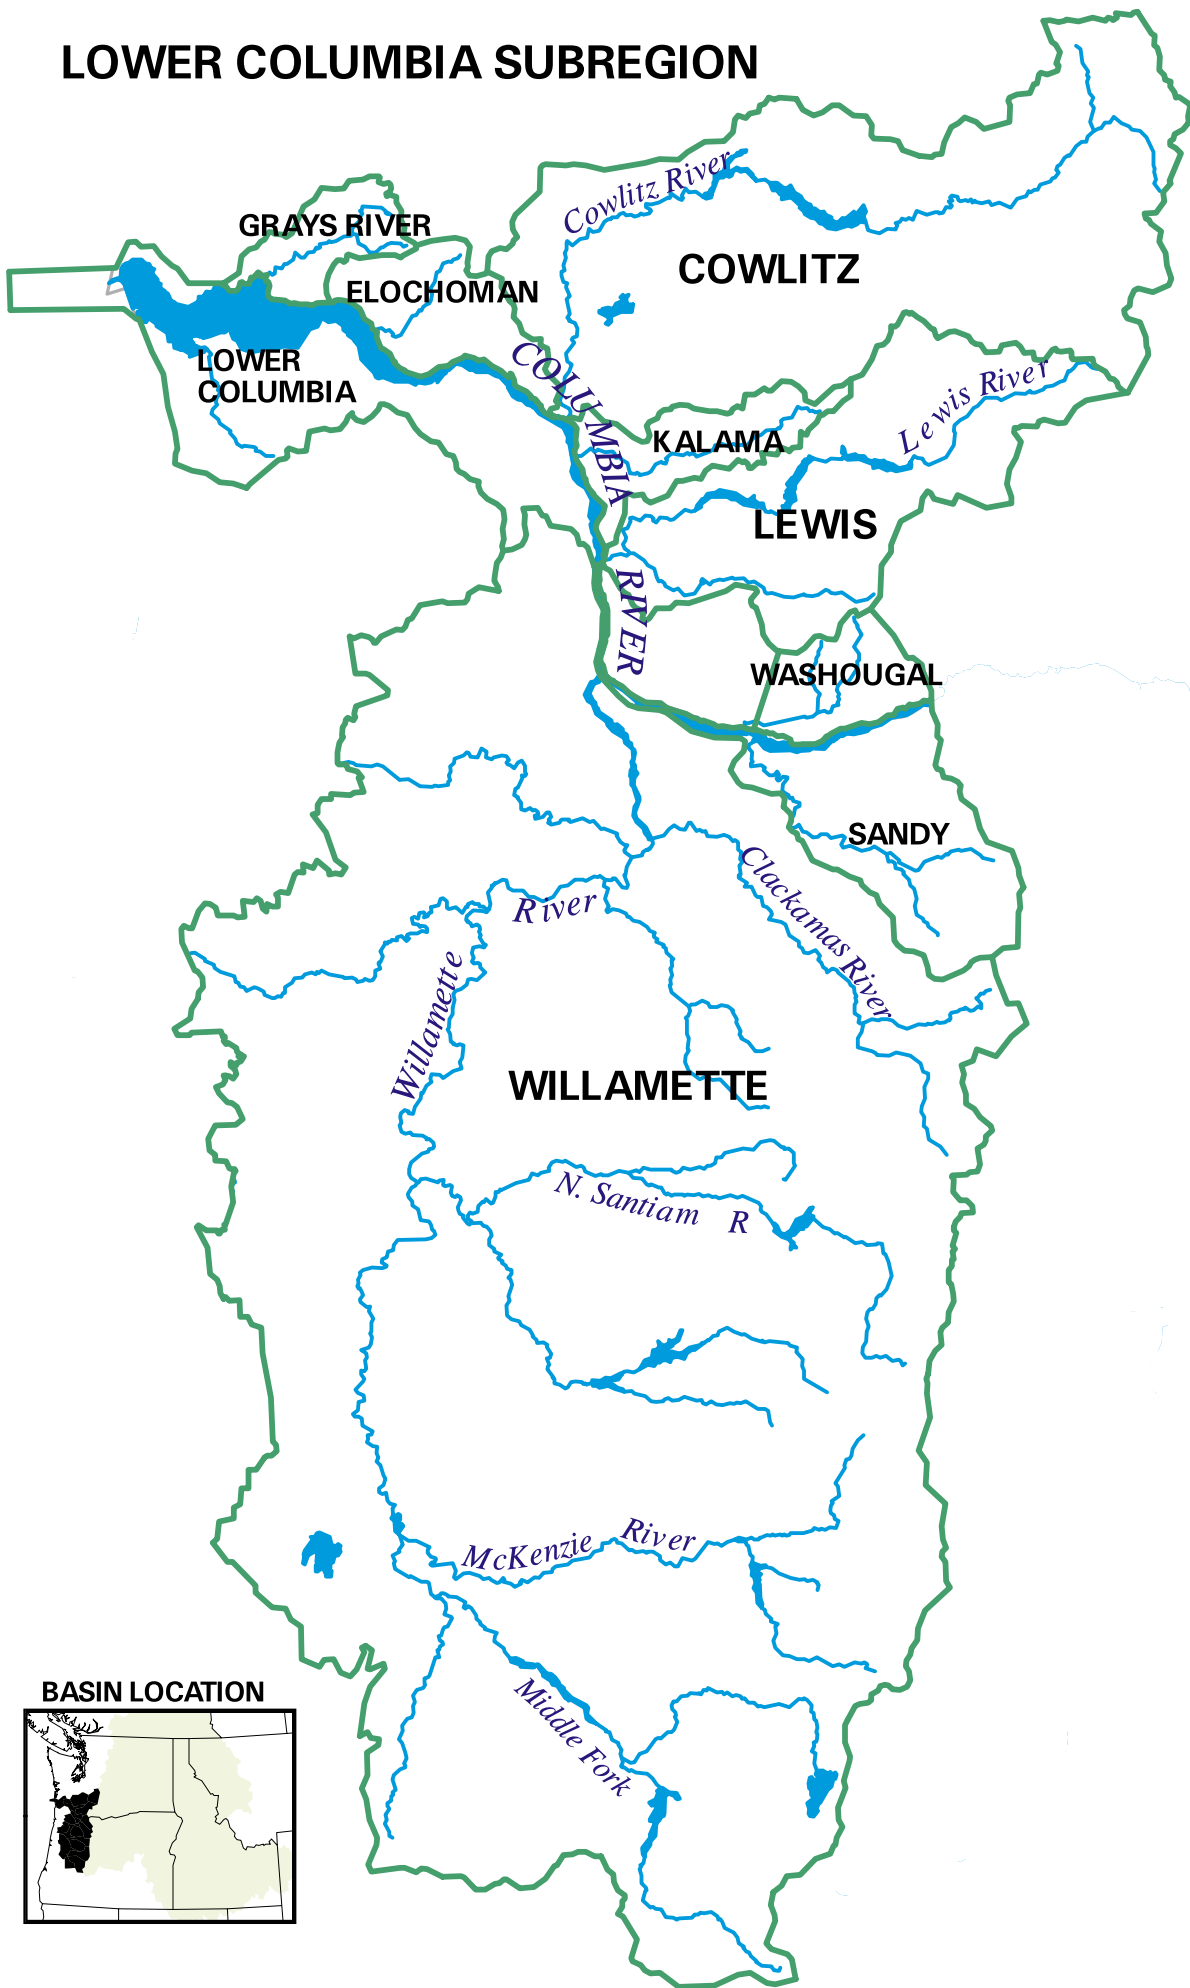 LOWER COLUMBIA SUBREGION
Cowlitz River
GRAYS RIVER
COWLITZ
ELOCHOMAN
LOWER
COLUMBIA
COLUMBIA
RIVER
Lewis River
KALAMA
LEWIS
WASHOUGAL
SANDY
Clackamas River
River
Willamette
WILLAMETTE
N. Santiam R
McKenzie River
Middle Fork
BASIN LOCATION